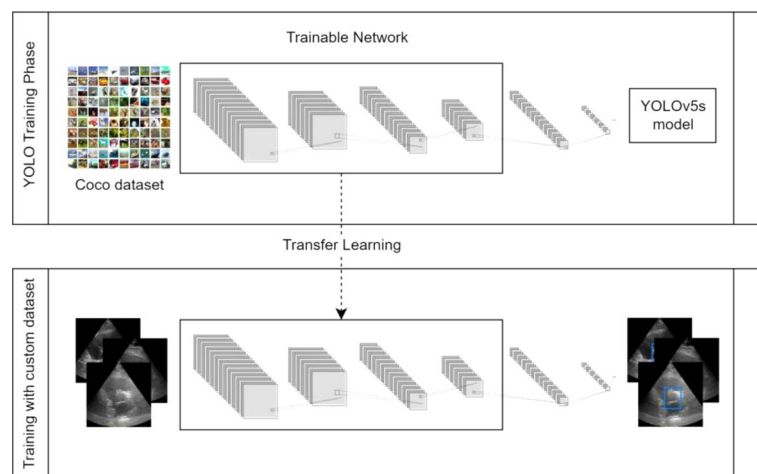 YOLO Training Phase
Trainable Network
Coco dataset
YOLOv5s
model
Transfer Learning
Training with custom dataset